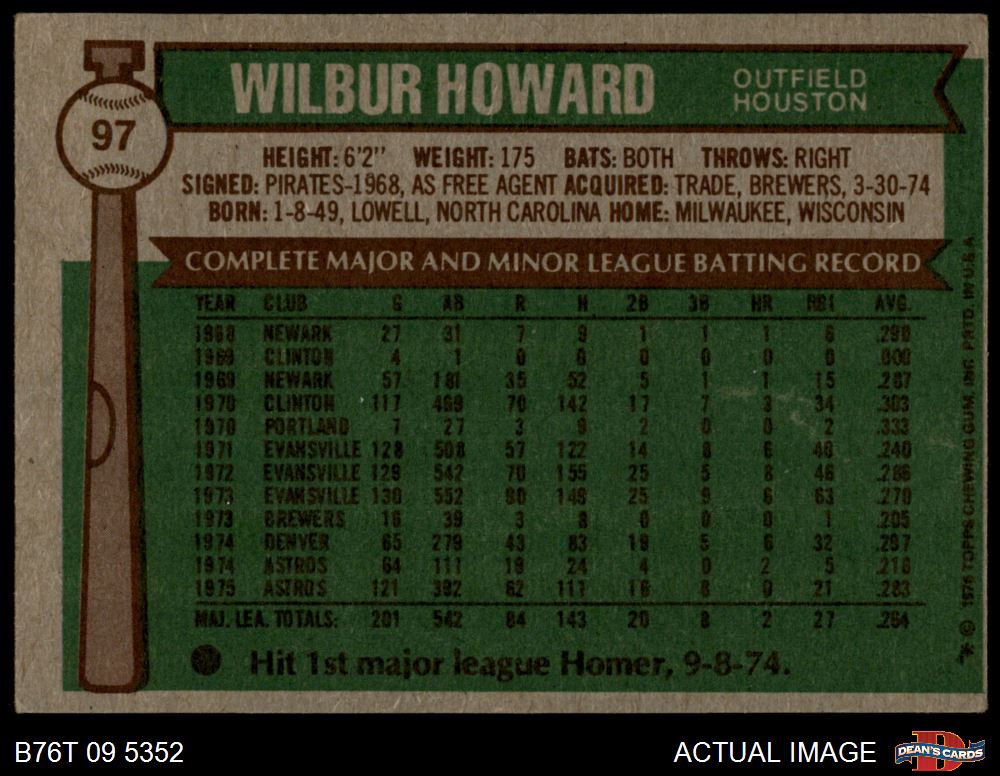 WILBUR HOWARD
OUTFIELD
HOUSTON
97
HEIGHT: 6'2" WEIGHT: 175 BATS: BOTH THROWS: RIGHT
SIGNED: PIRATES-1968, AS FREE AGENT ACQUIRED: TRADE, BREWERS, 3-30-74
BORN: 1-8-49, LOWELL, NORTH CAROLINA HOME: MILWAUKEE, WISCONSIN
COMPLETE MAJOR AND MINOR LEAGUE BATTING RECORD
YEAR CLUB G AB R H 2B 3B HR RBI AVG.
1968 NEWARK 27 31 7 9 1 1 1 6 .290
1969 CLINTON 4 1 0 0 0 0 0 0 .000
1969 NEWARK 57 181 35 52 5 1 1 15 .287
1970 CLINTON 117 469 70 142 17 7 3 34 .303
1970 PORTLAND 7 27 3 9 2 0 0 2 .333
1971 EVANSVILLE 128 508 57 122 14 8 6 40 .240
1972 EVANSVILLE 129 542 70 155 25 5 8 46 .286
1973 EVANSVILLE 130 552 80 149 25 9 6 63 .270
1973 BREWERS 16 39 3 8 0 0 0 1 .205
1974 DENVER 65 279 43 83 19 5 6 32 .297
1974 ASTROS 64 111 19 24 4 0 2 5 .216
1975 ASTROS 121 392 62 111 16 8 0 21 .283
MAJ. LEA. TOTALS: 201 542 84 143 20 8 2 27 .264
Hit 1st major league Homer, 9-8-74.
* © 1976 TOPPS CHEWING GUM, INC. PRTD. IN U.S.A.
B76T 09 5352
ACTUAL IMAGE
DEAN'S CARDS